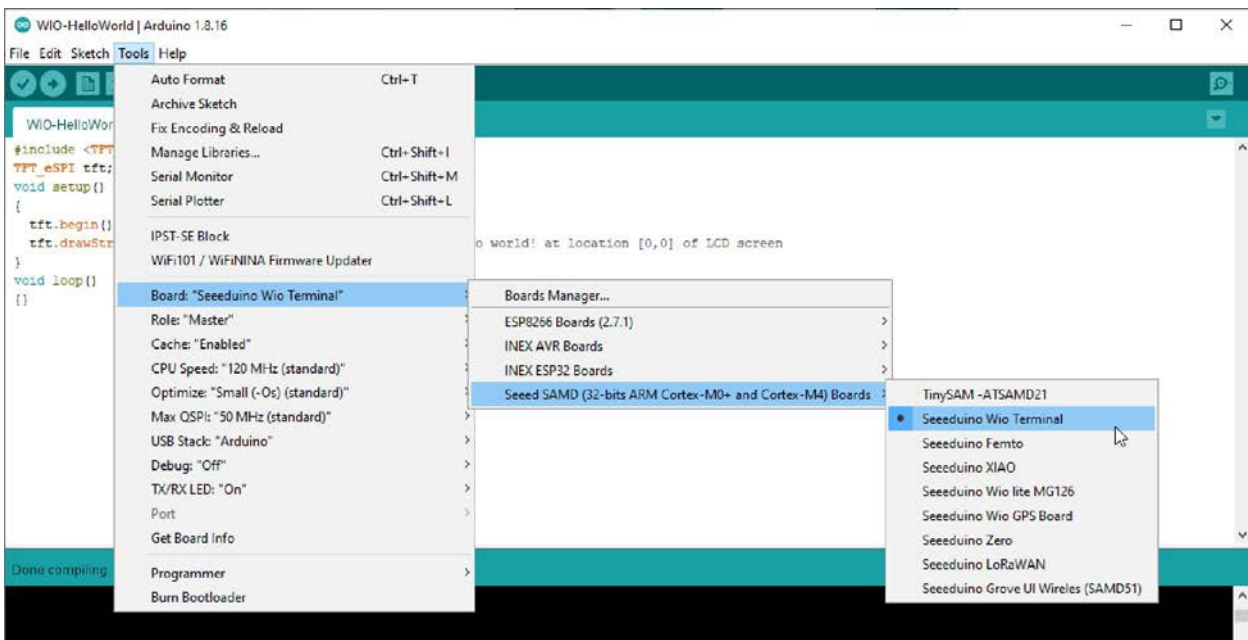 WIO-HelloWorld | Arduino 1.8.16
File Edit Sketch Tools Help
WIO-HelloWor
#include <TFT
TFT_eSPI tft;
void setup()
{
tft.begin()
tft.drawStr
o world! at location [0,0] of LCD screen
}
void loop()
{}
Done compiling
Auto Format Ctrl+T
Archive Sketch
Fix Encoding & Reload
Manage Libraries... Ctrl+Shift+I
Serial Monitor Ctrl+Shift+M
Serial Plotter Ctrl+Shift+L
IPST-SE Block
WiFi101 / WiFiNINA Firmware Updater
Board: "Seeeduino Wio Terminal"
Role: "Master"
Cache: "Enabled"
CPU Speed: "120 MHz (standard)"
Optimize: "Small (-Os) (standard)"
Max QSPI: "50 MHz (standard)"
USB Stack: "Arduino"
Debug: "Off"
TX/RX LED: "On"
Port
Get Board Info
Programmer
Burn Bootloader
Boards Manager...
ESP8266 Boards (2.7.1)
INEX AVR Boards
INEX ESP32 Boards
Seeed SAMD (32-bits ARM Cortex-M0+ and Cortex-M4) Boards
TinySAM -ATSAMD21
Seeeduino Wio Terminal
Seeeduino Femto
Seeeduino XIAO
Seeeduino Wio lite MG126
Seeeduino Wio GPS Board
Seeeduino Zero
Seeeduino LoRaWAN
Seeeduino Grove UI Wireles (SAMD51)